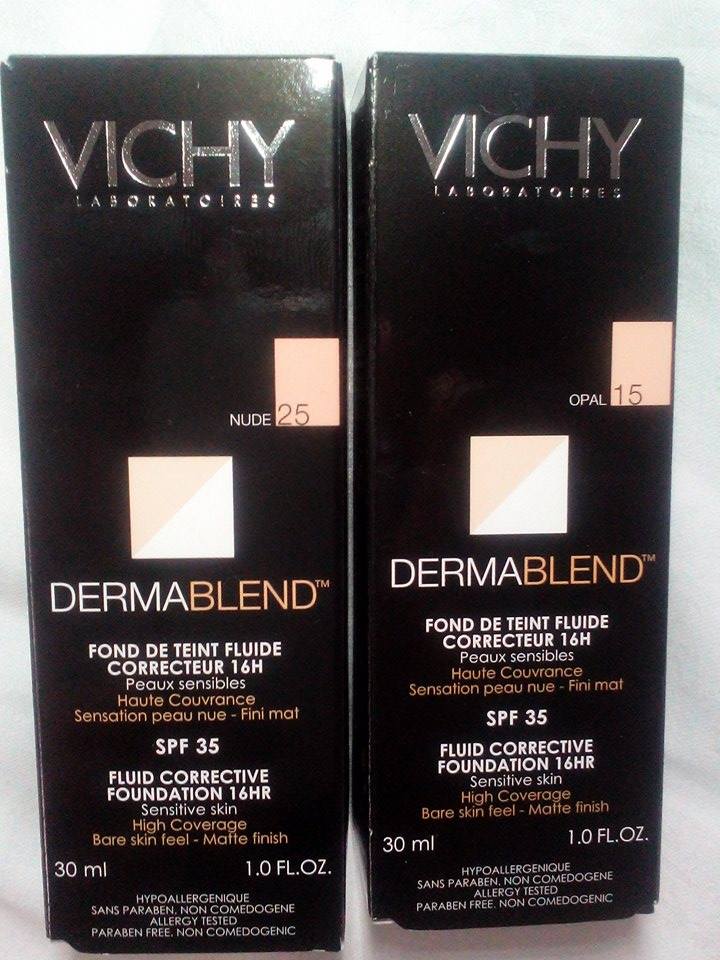 VICHY
LABORATOIRES
NUDE 25
DERMABLEND™
FOND DE TEINT FLUIDE
CORRECTEUR 16H
Peaux sensibles
Haute Couvrance
Sensation peau nue - Fini mat
SPF 35
FLUID CORRECTIVE
FOUNDATION 16HR
Sensitive skin
High Coverage
Bare skin feel - Matte finish
30 ml 1.0 FL.OZ.
HYPOALLERGENIQUE
SANS PARABEN, NON COMEDOGENE
ALLERGY TESTED
PARABEN FREE, NON COMEDOGENIC
VICHY
LABORATOIRES
OPAL 15
DERMABLEND™
FOND DE TEINT FLUIDE
CORRECTEUR 16H
Peaux sensibles
Haute Couvrance
Sensation peau nue - Fini mat
SPF 35
FLUID CORRECTIVE
FOUNDATION 16HR
Sensitive skin
High Coverage
Bare skin feel - Matte finish
30 ml 1.0 FL.OZ.
HYPOALLERGENIQUE
SANS PARABEN, NON COMEDOGENE
ALLERGY TESTED
PARABEN FREE, NON COMEDOGENIC